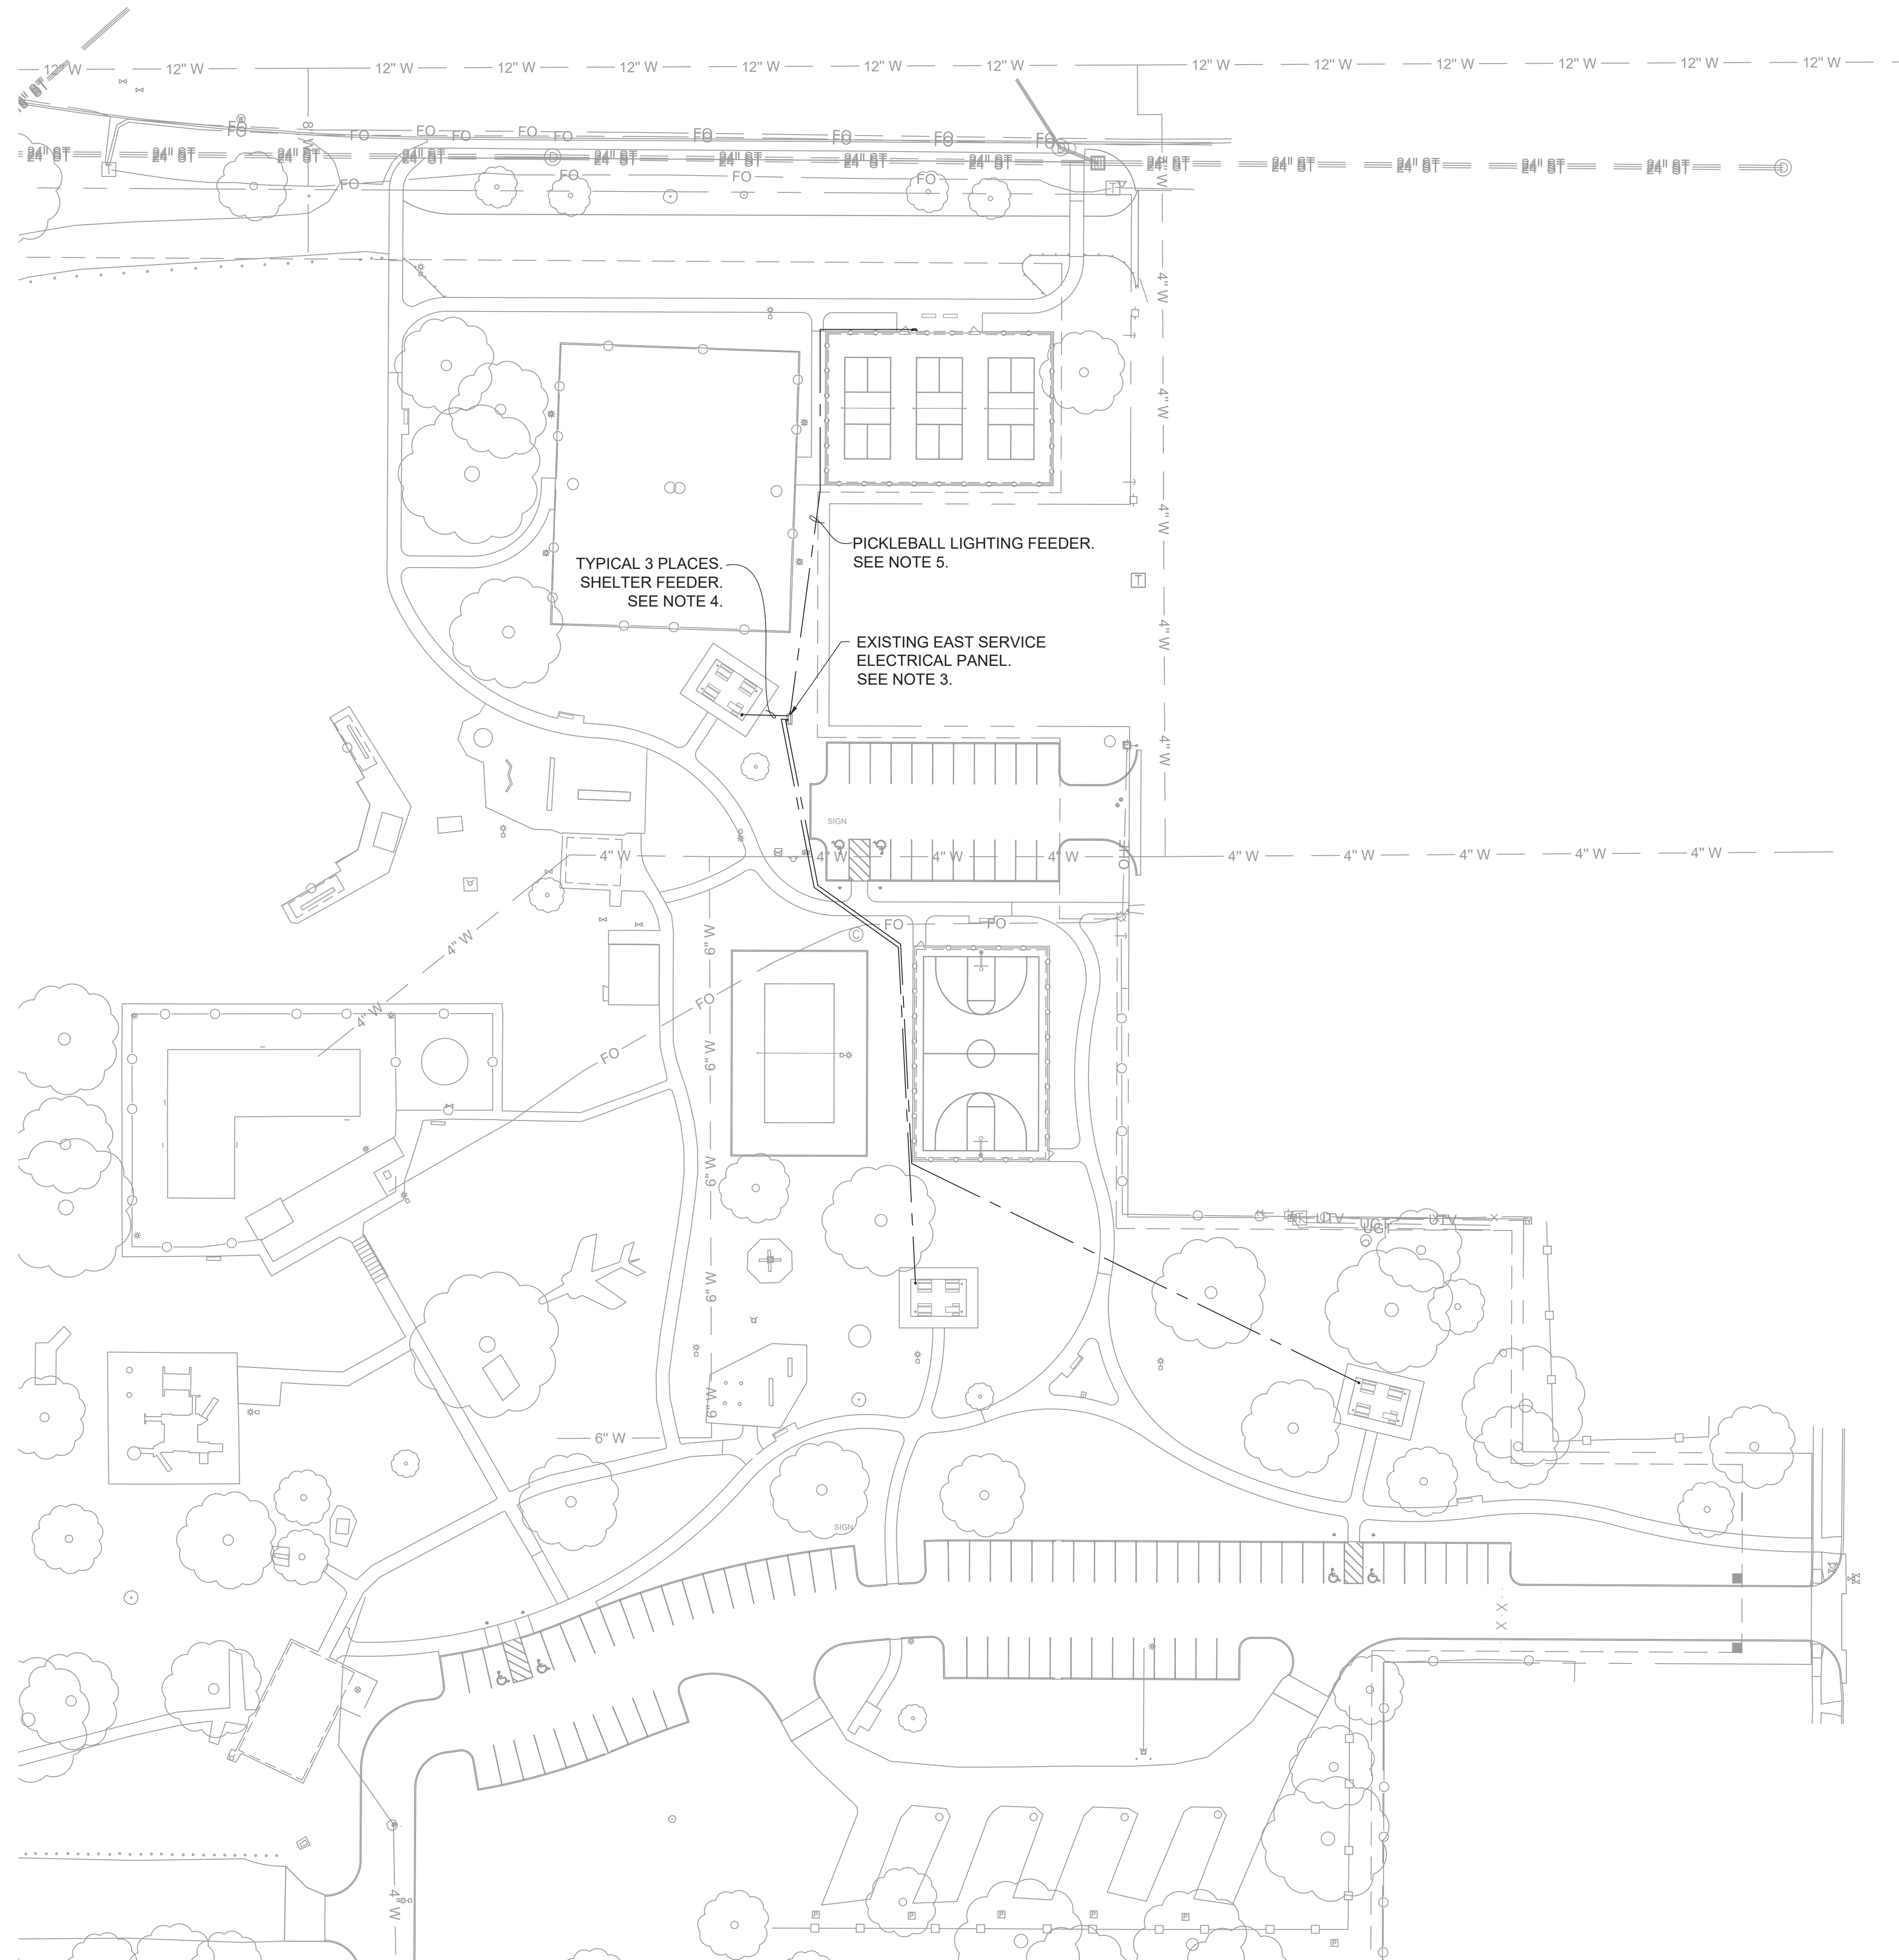 12" W 12" W 12" W 12" W 12" W 12" W 12" W 12" W 12" W 12" W 12" W 12" W 12" W 12" W
FO FO FO FO FO FO FO FO FO
24" ST 24" ST 24" ST 24" ST 24" ST 24" ST 24" ST 24" ST 24" ST 24" ST 24" ST 24" ST 24" ST 24" ST
D
T
FO FO FO FO
T
D
4" W
4" W
4" W
PICKLEBALL LIGHTING FEEDER.
SEE NOTE 5.
TYPICAL 3 PLACES.
SHELTER FEEDER.
SEE NOTE 4.
T
4" W
EXISTING EAST SERVICE
ELECTRICAL PANEL.
SEE NOTE 3.
4" W
SIGN
4" W 4" W 4" W 4" W 4" W 4" W 4" W 4" W 4" W
FO FO
C
6" W
4" W
FO
4" W
FO
6" W
6" W
UTV UTV
UGT
6" W
6" W
6" W
SIGN
X
X
4" W
P P P P P
P